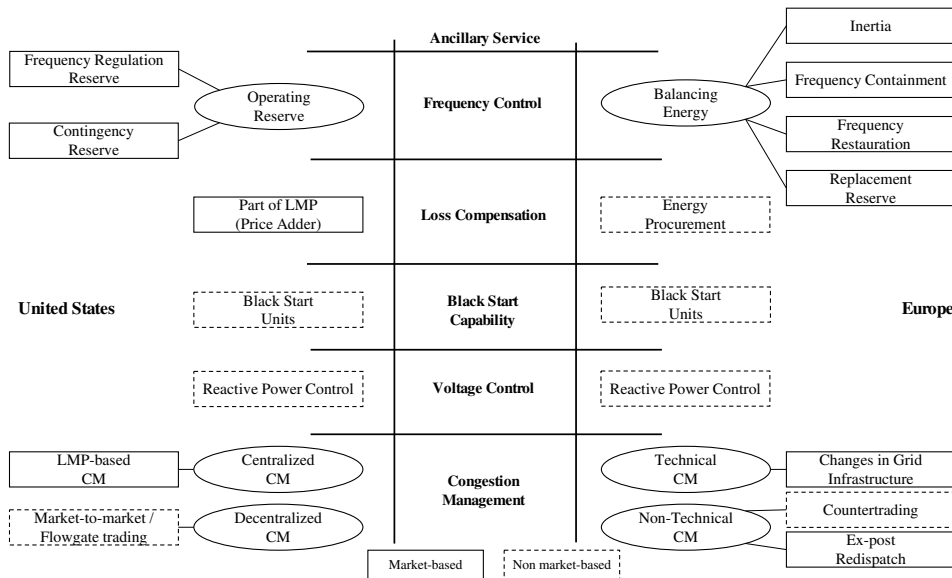 Ancillary Service
Frequency Regulation
Reserve
Contingency
Reserve
Operating
Reserve
Frequency Control
Balancing
Energy
Inertia
Frequency Containment
Frequency
Restauration
Replacement
Reserve
Part of LMP
(Price Adder)
Loss Compensation
Energy
Procurement
United States
Black Start
Units
Black Start
Capability
Black Start
Units
Europe
Reactive Power Control
Voltage Control
Reactive Power Control
LMP-based
CM
Centralized
CM
Market-to-market /
Flowgate trading
Decentralized
CM
Congestion
Management
Technical
CM
Changes in Grid
Infrastructure
Non-Technical
CM
Countertrading
Ex-post
Redispatch
Market-based
Non market-based